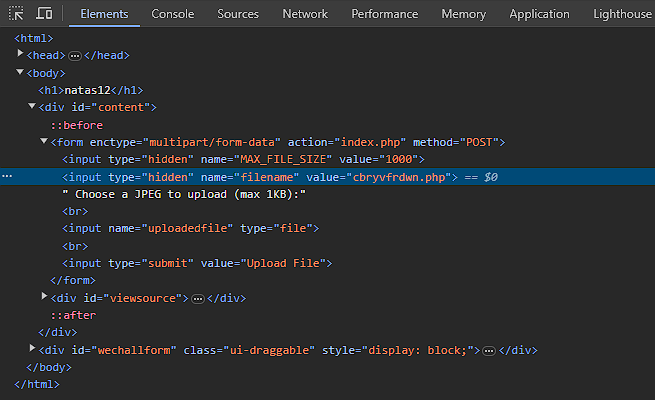 Elements Console Sources Network Performance Memory Application Lighthouse
<html>
<head> … </head>
<body>
<h1>natas12</h1>
<div id="content">
::before
<form enctype="multipart/form-data" action="index.php" method="POST">
<input type="hidden" name="MAX_FILE_SIZE" value="1000">
… <input type="hidden" name="filename" value="cbryvfrdwn.php"> == $0
" Choose a JPEG to upload (max 1KB):"
<br>
<input name="uploadedfile" type="file">
<br>
<input type="submit" value="Upload File">
</form>
<div id="viewsource"> … </div>
::after
</div>
<div id="wechallform" class="ui-draggable" style="display: block;"> … </div>
</body>
</html>